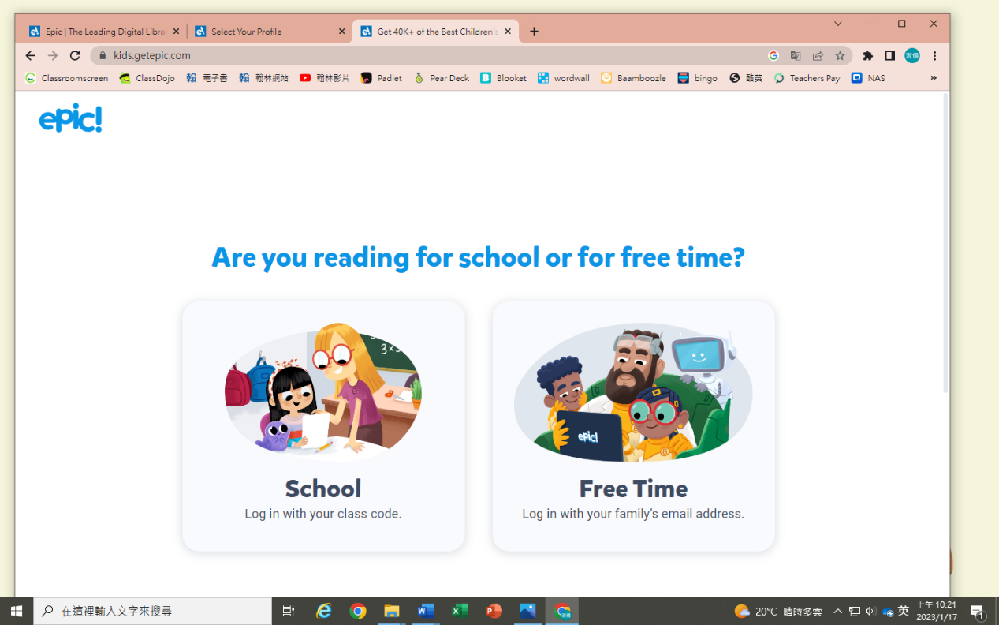 Epic | The Leading Digital Libra
Select Your Profile
Get 40K+ of the Best Children's
kids.getepic.com
淑儀
Classroomscreen ClassDojo 電子書 翰林網站 翰林影片 Padlet Pear Deck Blooket wordwall Baamboozle bingo 酷英 Teachers Pay NAS »
epic!
Are you reading for school or for free time?
3×5
epic!
School
Log in with your class code.
Free Time
Log in with your family's email address.
在這裡輸入文字來搜尋
20°C 晴時多雲
英
上午 10:21
2023/1/17
1